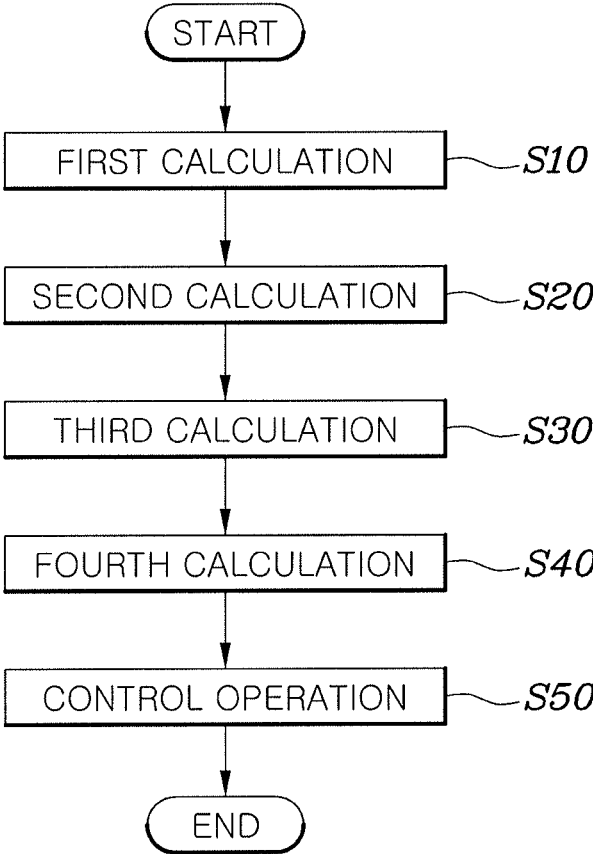 START
FIRST CALCULATION S10
SECOND CALCULATION S20
THIRD CALCULATION S30
FOURTH CALCULATION S40
CONTROL OPERATION S50
END